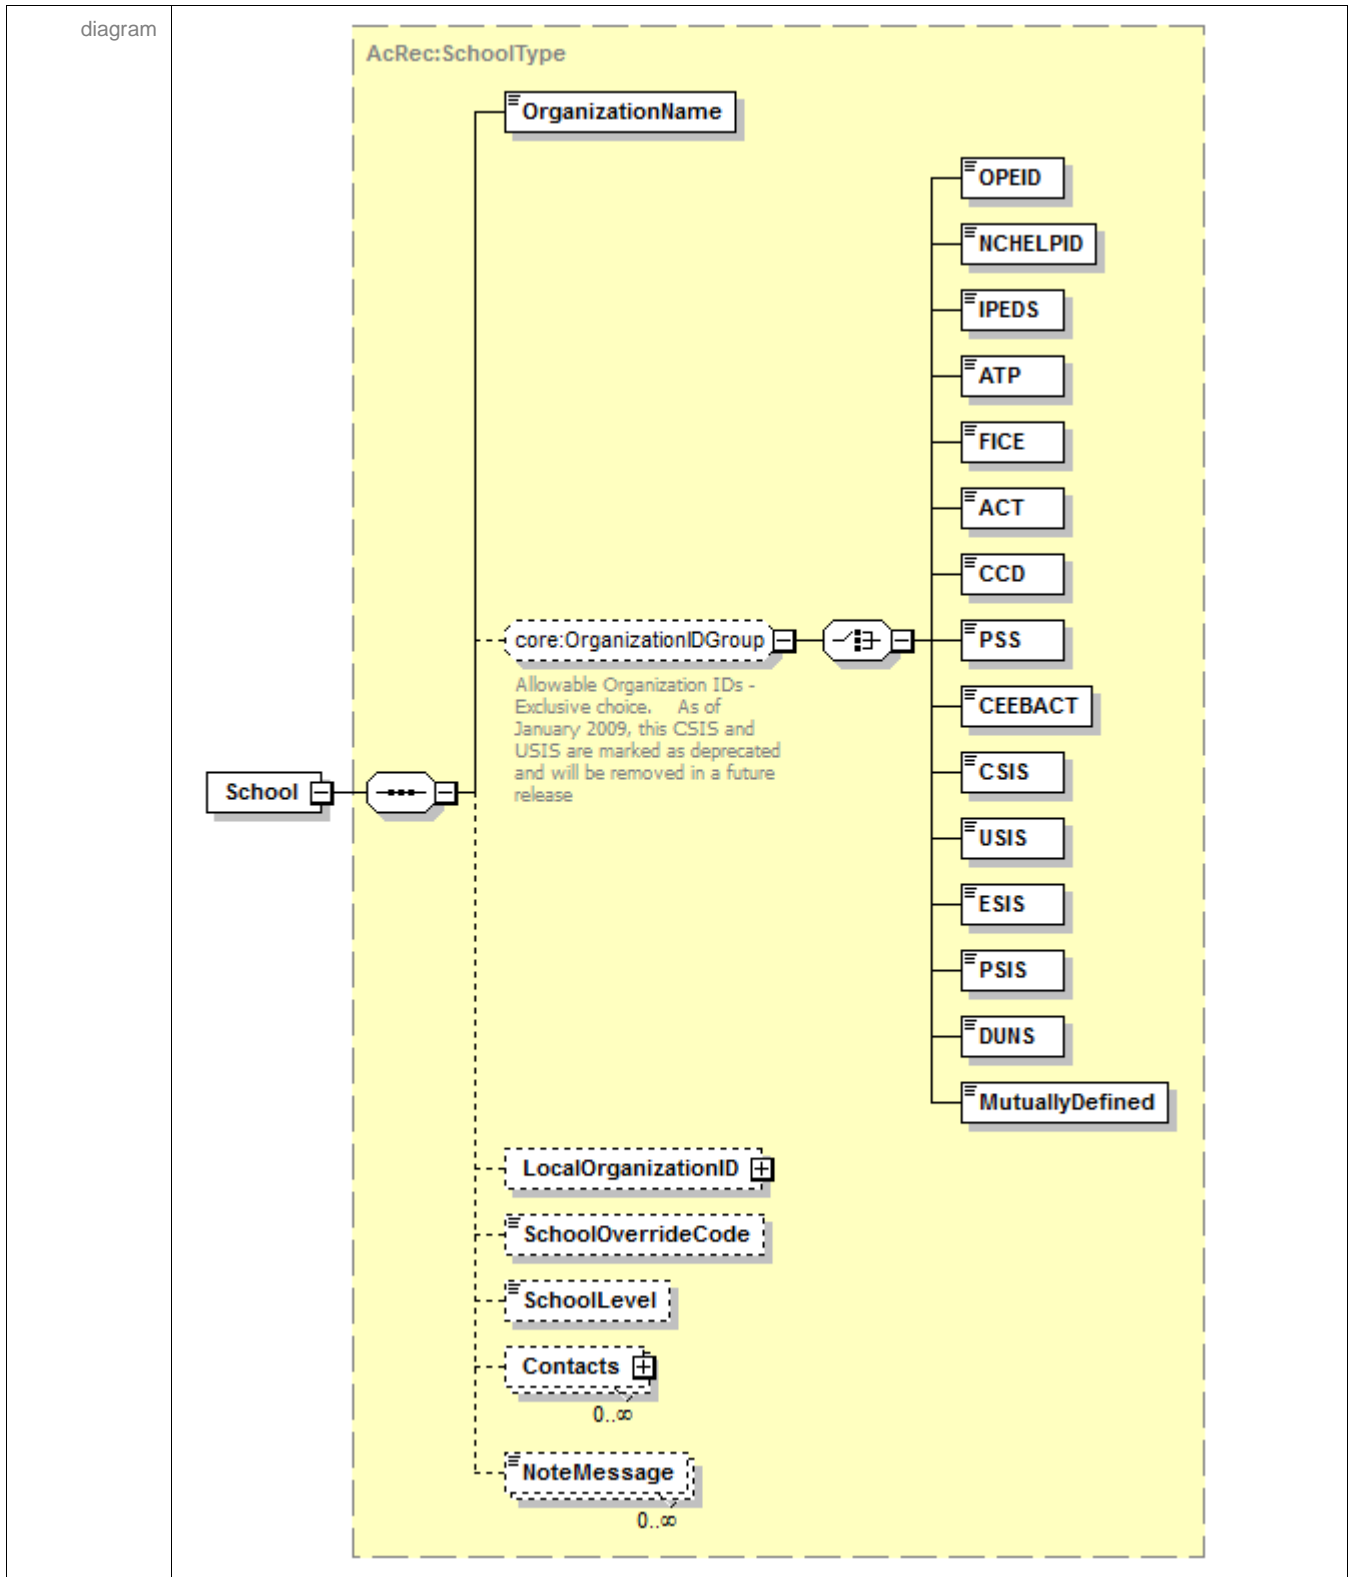 diagram
AcRec:SchoolType
OrganizationName
OPEID
NCHELPID
IPEDS
ATP
FICE
ACT
CCD
core:OrganizationIDGroup
PSS
Allowable Organization IDs -
Exclusive choice.    As of
January 2009, this CSIS and
USIS are marked as deprecated
and will be removed in a future
release
CEEBACT
CSIS
School
USIS
ESIS
PSIS
DUNS
MutuallyDefined
LocalOrganizationID
SchoolOverrideCode
SchoolLevel
Contacts
0..∞
NoteMessage
0..∞